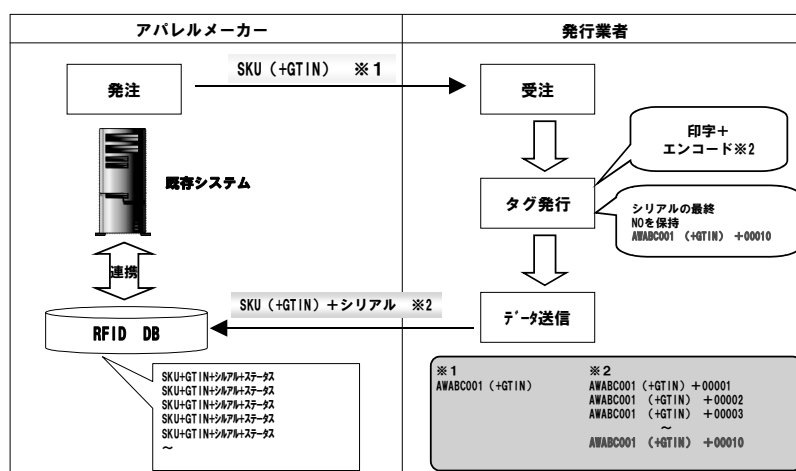 アパレルメーカー
発行業者
発注
SKU (+GTIN) ※1
受注
印字+
エンコード※2
既存システム
タグ発行
シリアルの最終
NOを保持
AWABC001 (+GTIN) +00010
連携
SKU (+GTIN) +シリアル ※2
データ送信
RFID DB
SKU+GTIN+シルアル+ステータス
SKU+GTIN+シルアル+ステータス
SKU+GTIN+シルアル+ステータス
SKU+GTIN+シルアル+ステータス
SKU+GTIN+シルアル+ステータス
~
※1
AWABC001 (+GTIN)
※2
AWABC001 (+GTIN) +00001
AWABC001 (+GTIN) +00002
AWABC001 (+GTIN) +00003
~
AWABC001 (+GTIN) +00010